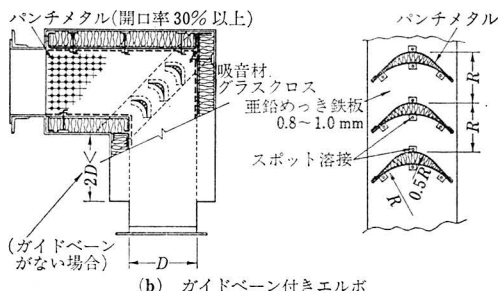 パンチメタル(開口率30%以上)
吸音材
グラスクロス
2D<
(ガイドベーン
がない場合)
D
パンチメタル
亜鉛めっき鉄板
0.8~1.0 mm
スポット溶接
R
R
R
0.5R
(b) ガイドベーン付きエルボ